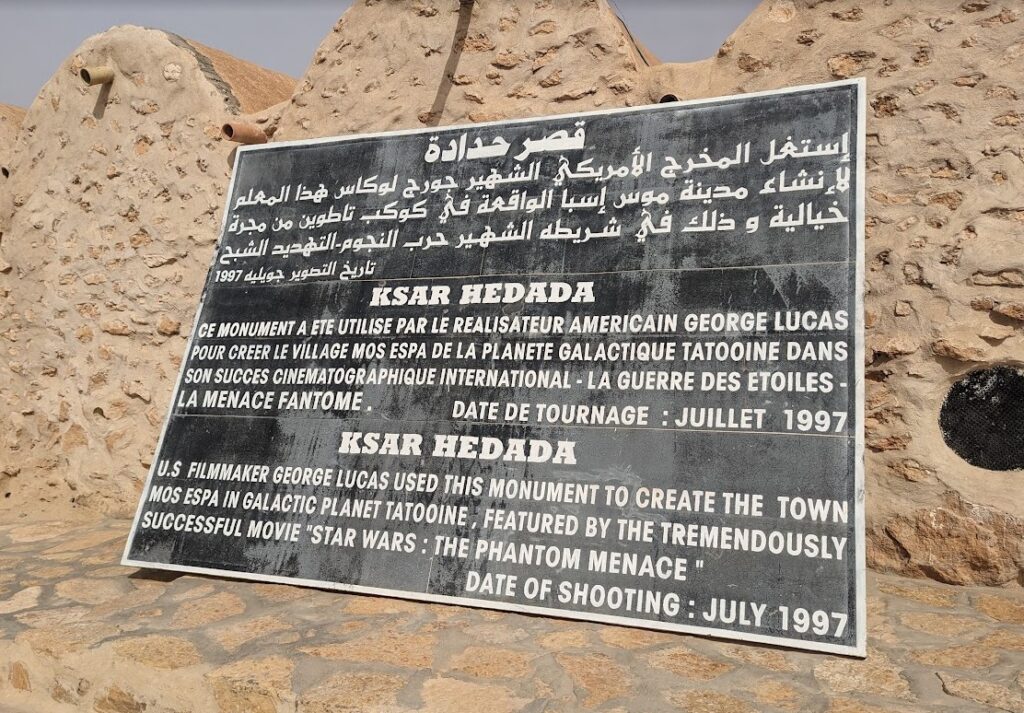 قصر حدادة
إستغل المخرج الأمريكي الشهير جورج لوكاس هذا المعلم
لإنشاء مدينة موس إسبا الواقعة في كوكب تاطوين من مجرة
خيالية و ذلك في شريطه الشهير حرب النجوم-التهديد الشبح
تاريخ التصوير جويليه 1997
KSAR HEDADA
CE MONUMENT A ETE UTILISE PAR LE REALISATEUR AMERICAIN GEORGE LUCAS
POUR CREER LE VILLAGE MOS ESPA DE LA PLANETE GALACTIQUE TATOOINE DANS
SON SUCCES CINEMATOGRAPHIQUE INTERNATIONAL - LA GUERRE DES ETOILES -
LA MENACE FANTOME . DATE DE TOURNAGE : JUILLET 1997
KSAR HEDADA
U.S FILMMAKER GEORGE LUCAS USED THIS MONUMENT TO CREATE THE TOWN
MOS ESPA IN GALACTIC PLANET TATOOINE , FEATURED BY THE TREMENDOUSLY
SUCCESSFUL MOVIE "STAR WARS : THE PHANTOM MENACE "
DATE OF SHOOTING : JULY 1997